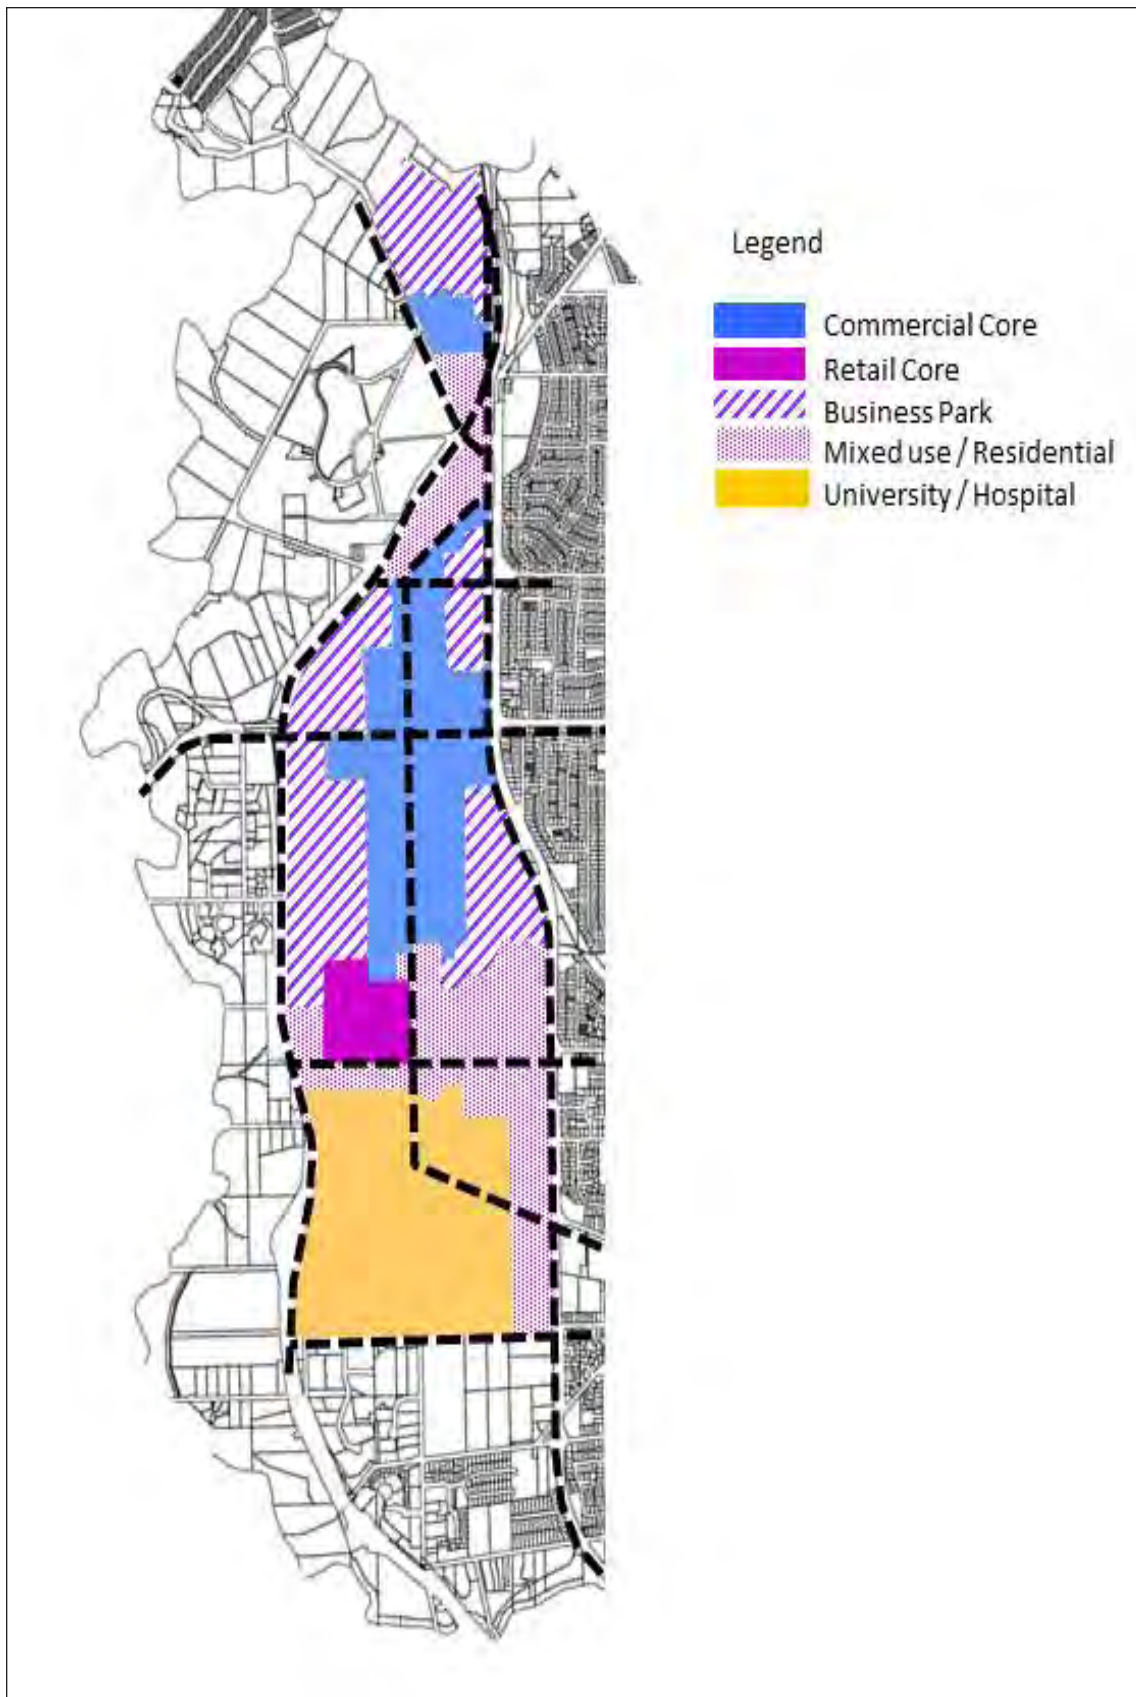 Legend
Commercial Core
Retail Core
Business Park
Mixed use / Residential
University / Hospital